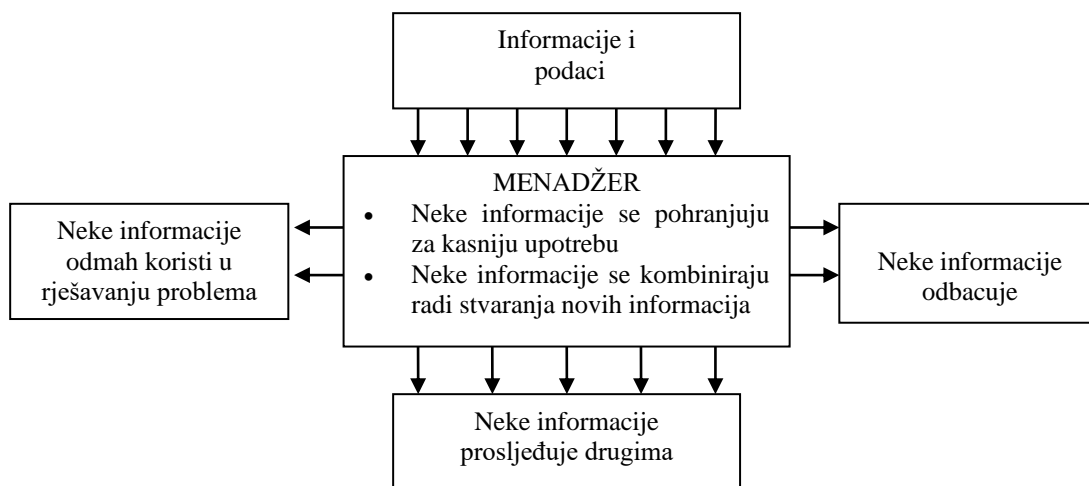 Informacije i
podaci
MENADŽER
• Neke informacije se pohranjuju
za kasniju upotrebu
• Neke informacije se kombiniraju
radi stvaranja novih informacija
Neke informacije
odmah koristi u
rješavanju problema
Neke informacije
odbacuje
Neke informacije
prosljeđuje drugima